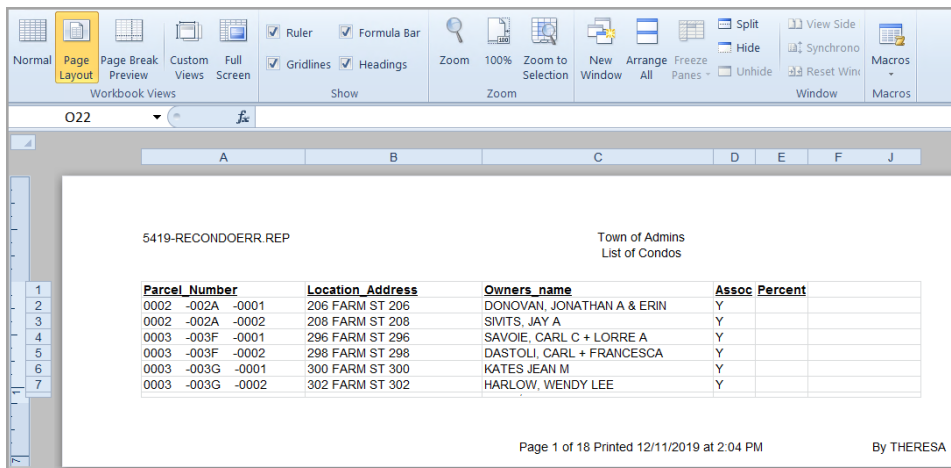 Normal Page Layout Page Break Preview Custom Views Full Screen
Workbook Views
Ruler Formula Bar
Gridlines Headings
Show
Zoom 100% Zoom to Selection
Zoom
New Window Arrange All Freeze Panes
Split
Hide
Unhide
View Side
Synchrono
Reset Wind
Window
Macros
Macros
O22 fx
A B C D E F J
5419-RECONDOERR.REP Town of Admins
List of Condos
1 Parcel_Number Location_Address Owners_name Assoc Percent
2 0002 -002A -0001 206 FARM ST 206 DONOVAN, JONATHAN A & ERIN Y
3 0002 -002A -0002 208 FARM ST 208 SIVITS, JAY A Y
4 0003 -003F -0001 296 FARM ST 296 SAVOIE, CARL C + LORRE A Y
5 0003 -003F -0002 298 FARM ST 298 DASTOLI, CARL + FRANCESCA Y
6 0003 -003G -0001 300 FARM ST 300 KATES JEAN M Y
7 0003 -003G -0002 302 FARM ST 302 HARLOW, WENDY LEE Y
Page 1 of 18 Printed 12/11/2019 at 2:04 PM By THERESA